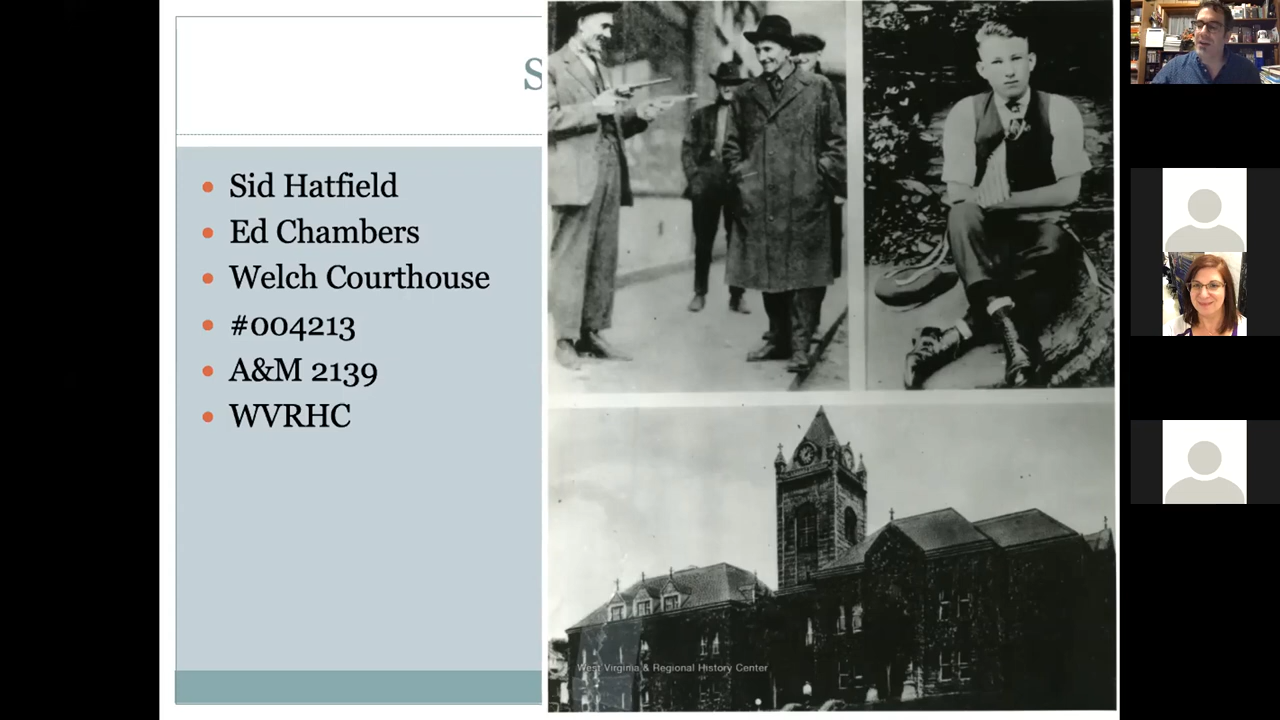 S
Sid Hatfield
Ed Chambers
Welch Courthouse
#004213
A&M 2139
WVRHC
West Virginia & Regional History Center